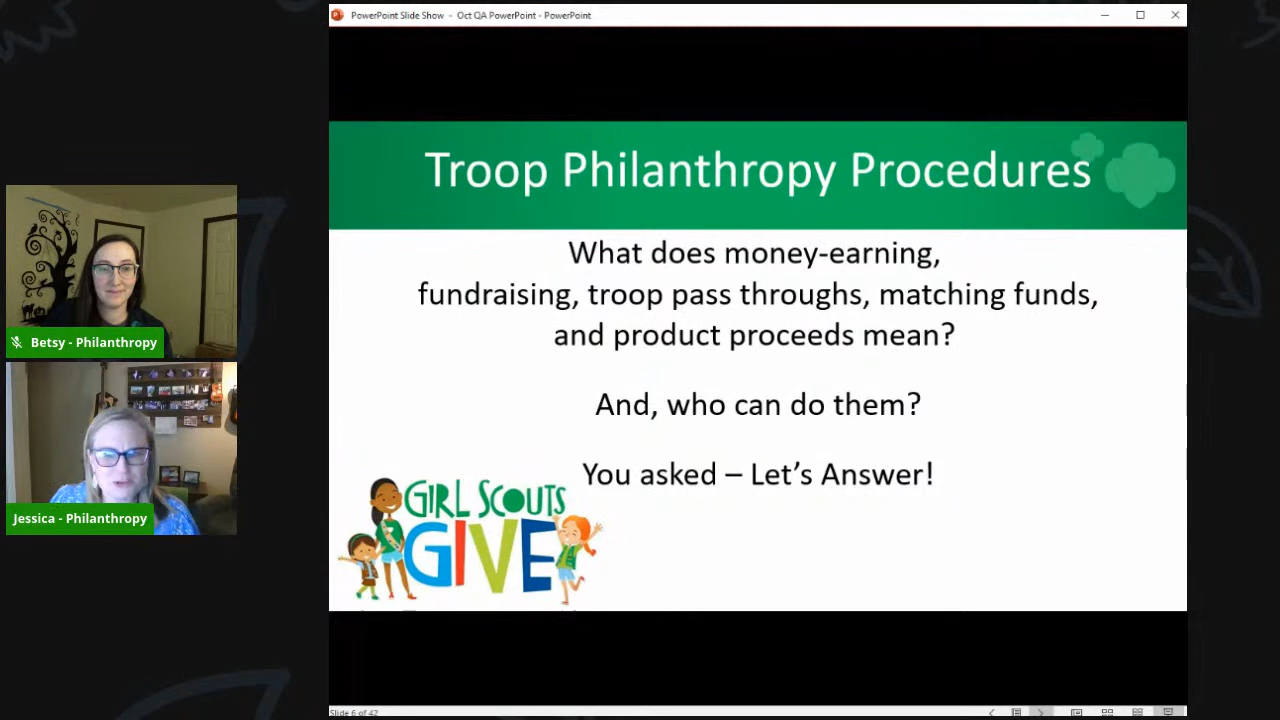 PowerPoint Slide Show - Oct QA PowerPoint - PowerPoint
Troop Philanthropy Procedures
What does money-earning,
fundraising, troop pass throughs, matching funds,
and product proceeds mean?
And, who can do them?
You asked – Let's Answer!
GIRL SCOUTS
GIVE
Betsy - Philanthropy
Jessica - Philanthropy
Slide 6 of 42